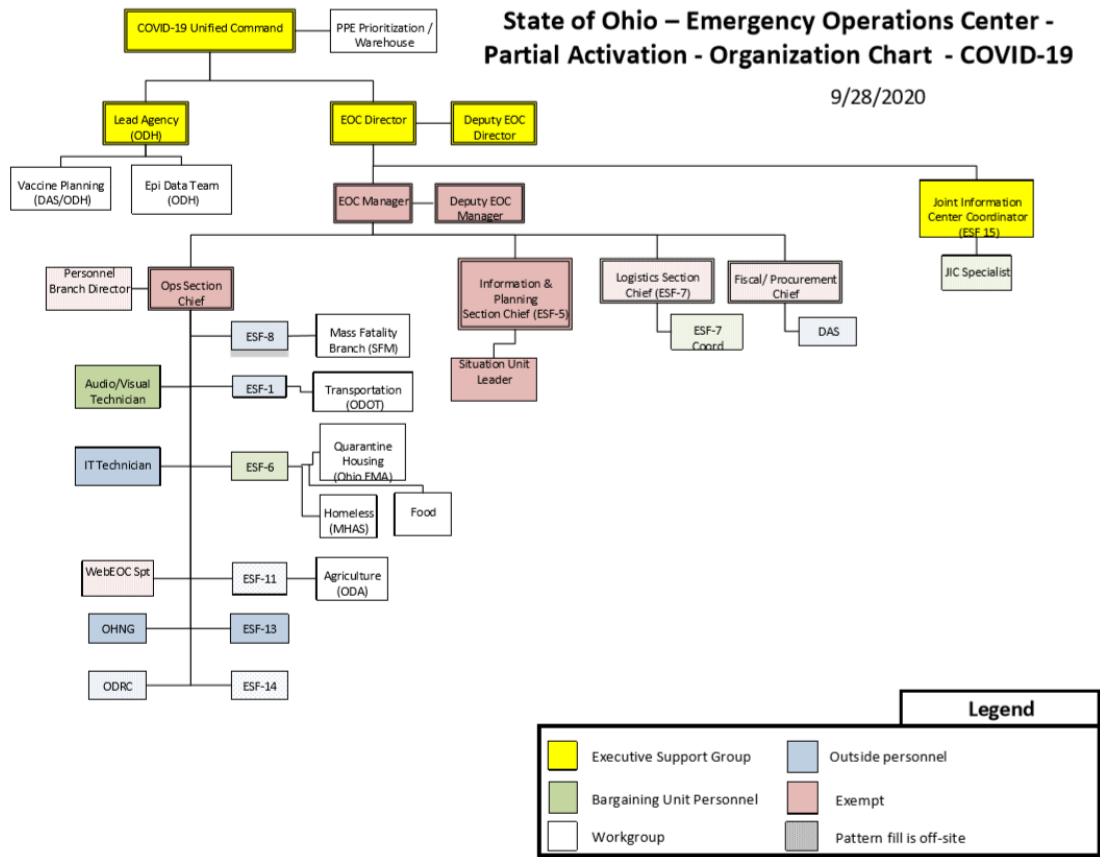 State of Ohio – Emergency Operations Center -
Partial Activation - Organization Chart - COVID-19
9/28/2020
COVID-19 Unified Command
PPE Prioritization /
Warehouse
Lead Agency
(ODH)
EOC Director
Deputy EOC
Director
Vaccine Planning
(DAS/ODH)
Epi Data Team
(ODH)
EOC Manager
Deputy EOC
Manager
Joint Information
Center Coordinator
(ESF 15)
JIC Specialist
Personnel
Branch Director
Ops Section
Chief
Information &
Planning
Section Chief (ESF-5)
Logistics Section
Chief (ESF-7)
Fiscal/ Procurement
Chief
ESF-7
Coord
DAS
Situation Unit
Leader
ESF-8
Mass Fatality
Branch (SFM)
Audio/Visual
Technician
ESF-1
Transportation
(ODOT)
IT Technician
ESF-6
Quarantine
Housing
(Ohio EMA)
Homeless
(MHAS)
Food
WebEOC Spt
ESF-11
Agriculture
(ODA)
OHNG
ESF-13
ODRC
ESF-14
Legend
Executive Support Group
Outside personnel
Bargaining Unit Personnel
Exempt
Workgroup
Pattern fill is off-site